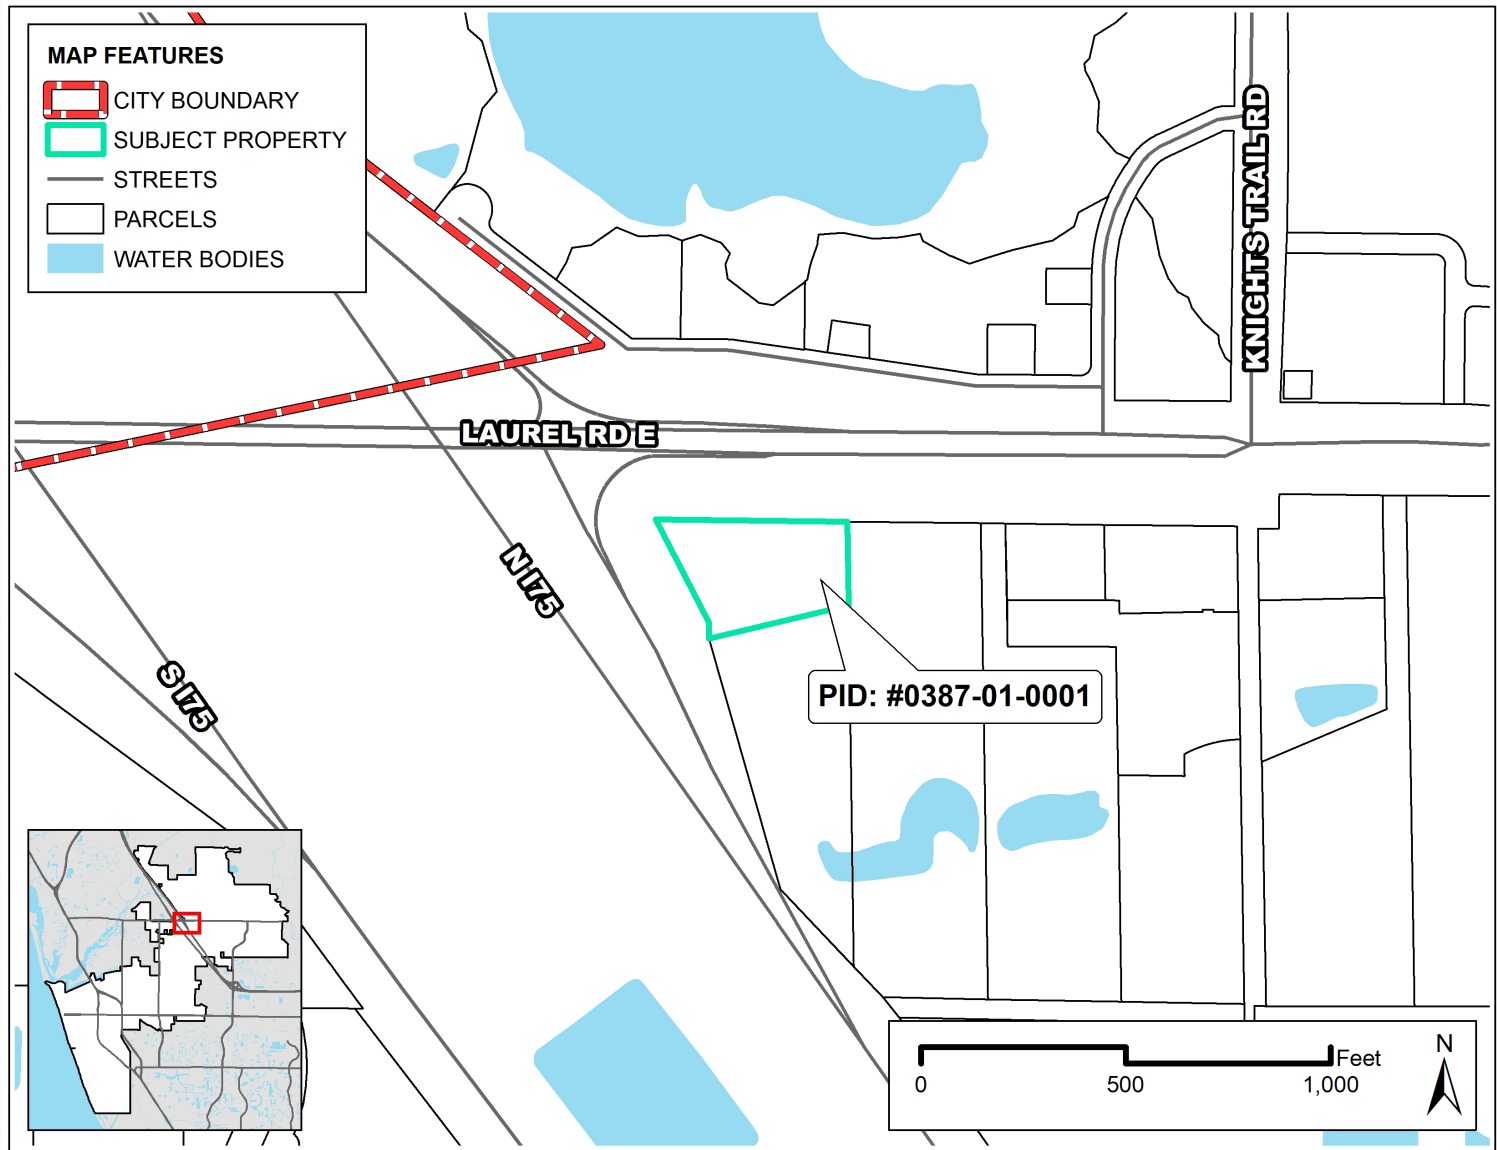 MAP FEATURES
CITY BOUNDARY
SUBJECT PROPERTY
STREETS
PARCELS
WATER BODIES
KNIGHTS TRAIL RD
LAUREL RD E
N I75
S I75
PID: #0387-01-0001
Feet
0 500 1,000
N